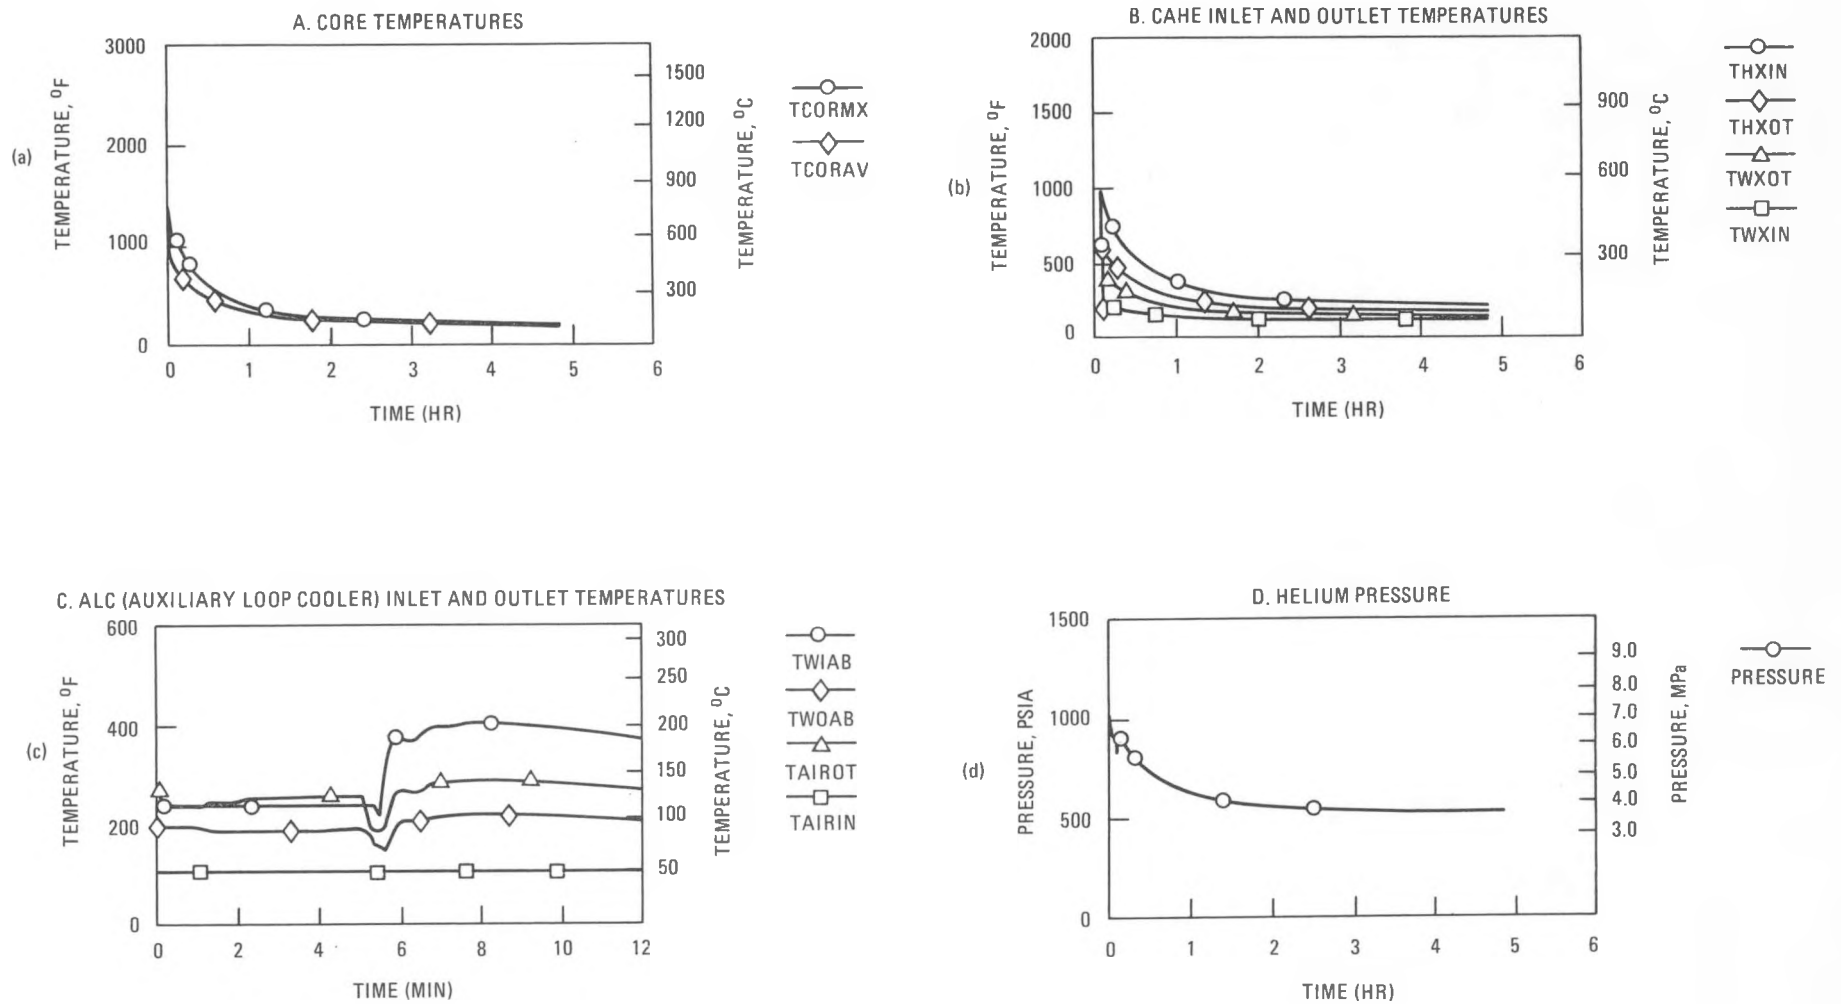 A. CORE TEMPERATURES
3000
2000
1000
0
TEMPERATURE, °F
(a)
0 1 2 3 4 5 6
TIME (HR)
1500
1200
900
600
300
TEMPERATURE, °C
TCORMX
TCORAV
B. CAHE INLET AND OUTLET TEMPERATURES
2000
1500
1000
500
0
TEMPERATURE, °F
(b)
0 1 2 3 4 5 6
TIME (HR)
900
600
300
TEMPERATURE, °C
THXIN
THXOT
TWXOT
TWXIN
C. ALC (AUXILIARY LOOP COOLER) INLET AND OUTLET TEMPERATURES
600
400
200
0
TEMPERATURE, °F
(c)
0 2 4 6 8 10 12
TIME (MIN)
300
250
200
150
100
50
TEMPERATURE, °C
TWIAB
TWOAB
TAIROT
TAIRIN
D. HELIUM PRESSURE
1500
1000
500
0
PRESSURE, PSIA
(d)
0 1 2 3 4 5 6
TIME (HR)
9.0
8.0
7.0
6.0
5.0
4.0
3.0
PRESSURE, MPa
PRESSURE